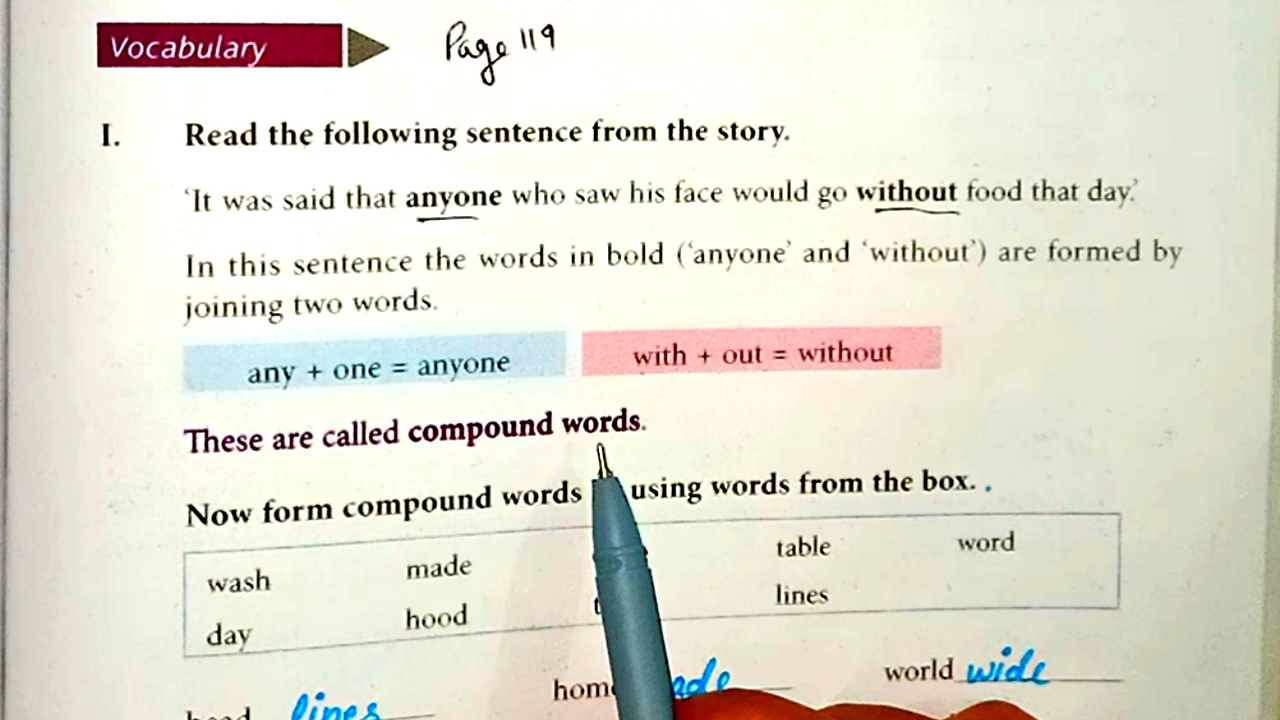 Vocabulary Page 119
I. Read the following sentence from the story.
‘It was said that anyone who saw his face would go without food that day.’
In this sentence the words in bold (‘anyone’ and ‘without’) are formed by
joining two words.
any + one = anyone with + out = without
These are called compound words.
Now form compound words using words from the box.
wash made table word
day hood lines
world wide
lines